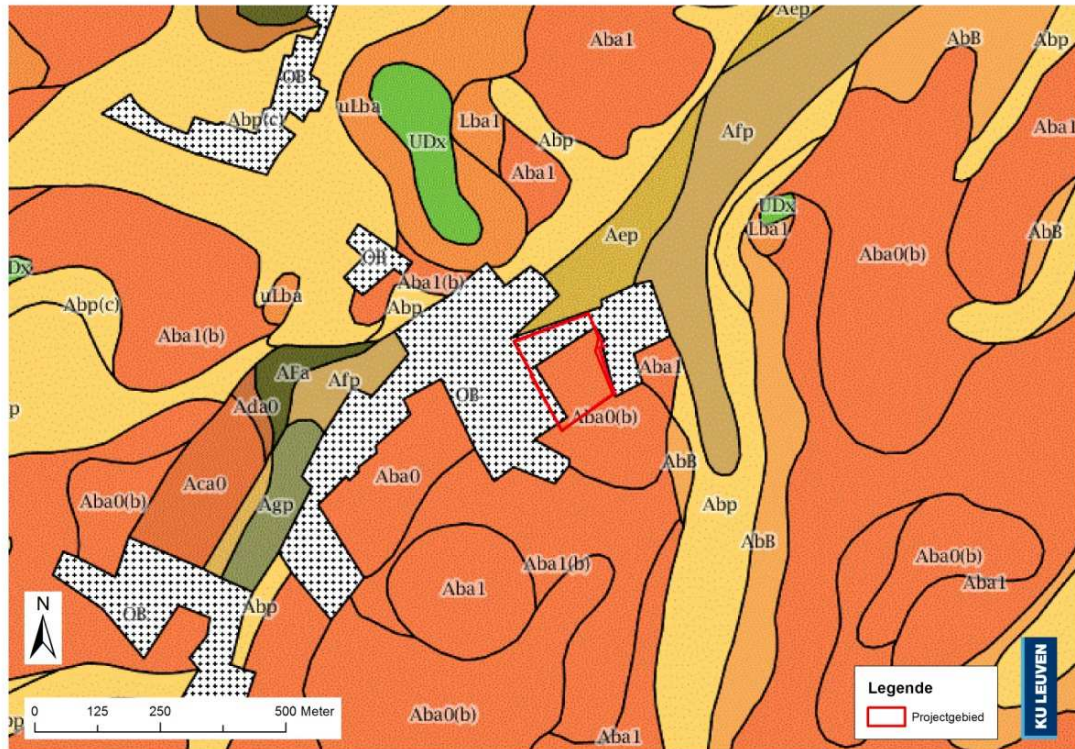 Aep
Aba1
AbB
Abp
OB
Abp(c)
uLba
Lba1
UDx
Abp
Aba1
Afp
Aba1
UDx
Lba1
Aep
Aba0(b)
AbB
OB
Dx
Aba1(b)
uLba
Abp(c)
Abp
Aba1(b)
AFa
Afp
Aba1
p
OB
Ada0
Aba0(b)
AbB
Aba0
Aca0
Aba0(b)
Agp
Abp
AbB
Aba1(b)
Aba0(b)
Aba1
Aba1
Abp
OB
N
0 125 250 500 Meter
Aba0(b)
Aba1
Legende
Projectgebied
KU LEUVEN